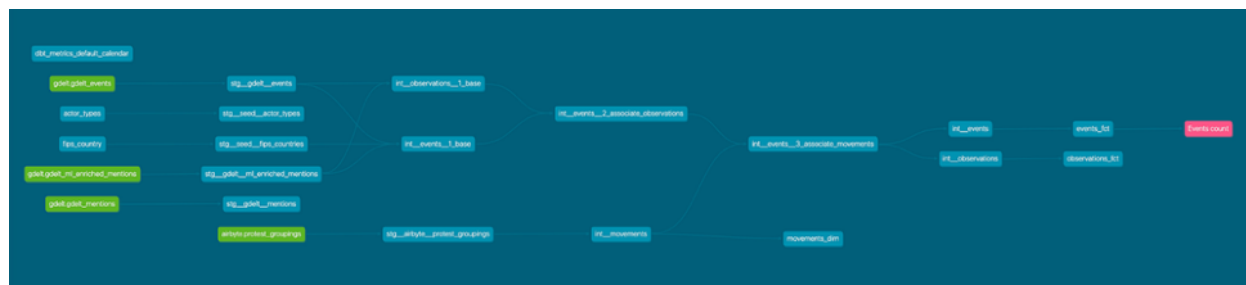 dbt_metrics_default_calendar
gdelt.gdelt_events
stg__gdelt__events
int__observations__1_base
actor_types
stg__seed__actor_types
int__events__2_associate_observations
int__events
events_fct
Events count
fips_country
stg__seed__fips_countries
int__events__1_base
int__events__3_associate_movements
int__observations
observations_fct
gdelt.gdelt_ml_enriched_mentions
stg__gdelt__ml_enriched_mentions
gdelt.gdelt_mentions
stg__gdelt__mentions
airbyte.protest_groupings
stg__airbyte__protest_groupings
int__movements
movements_dim